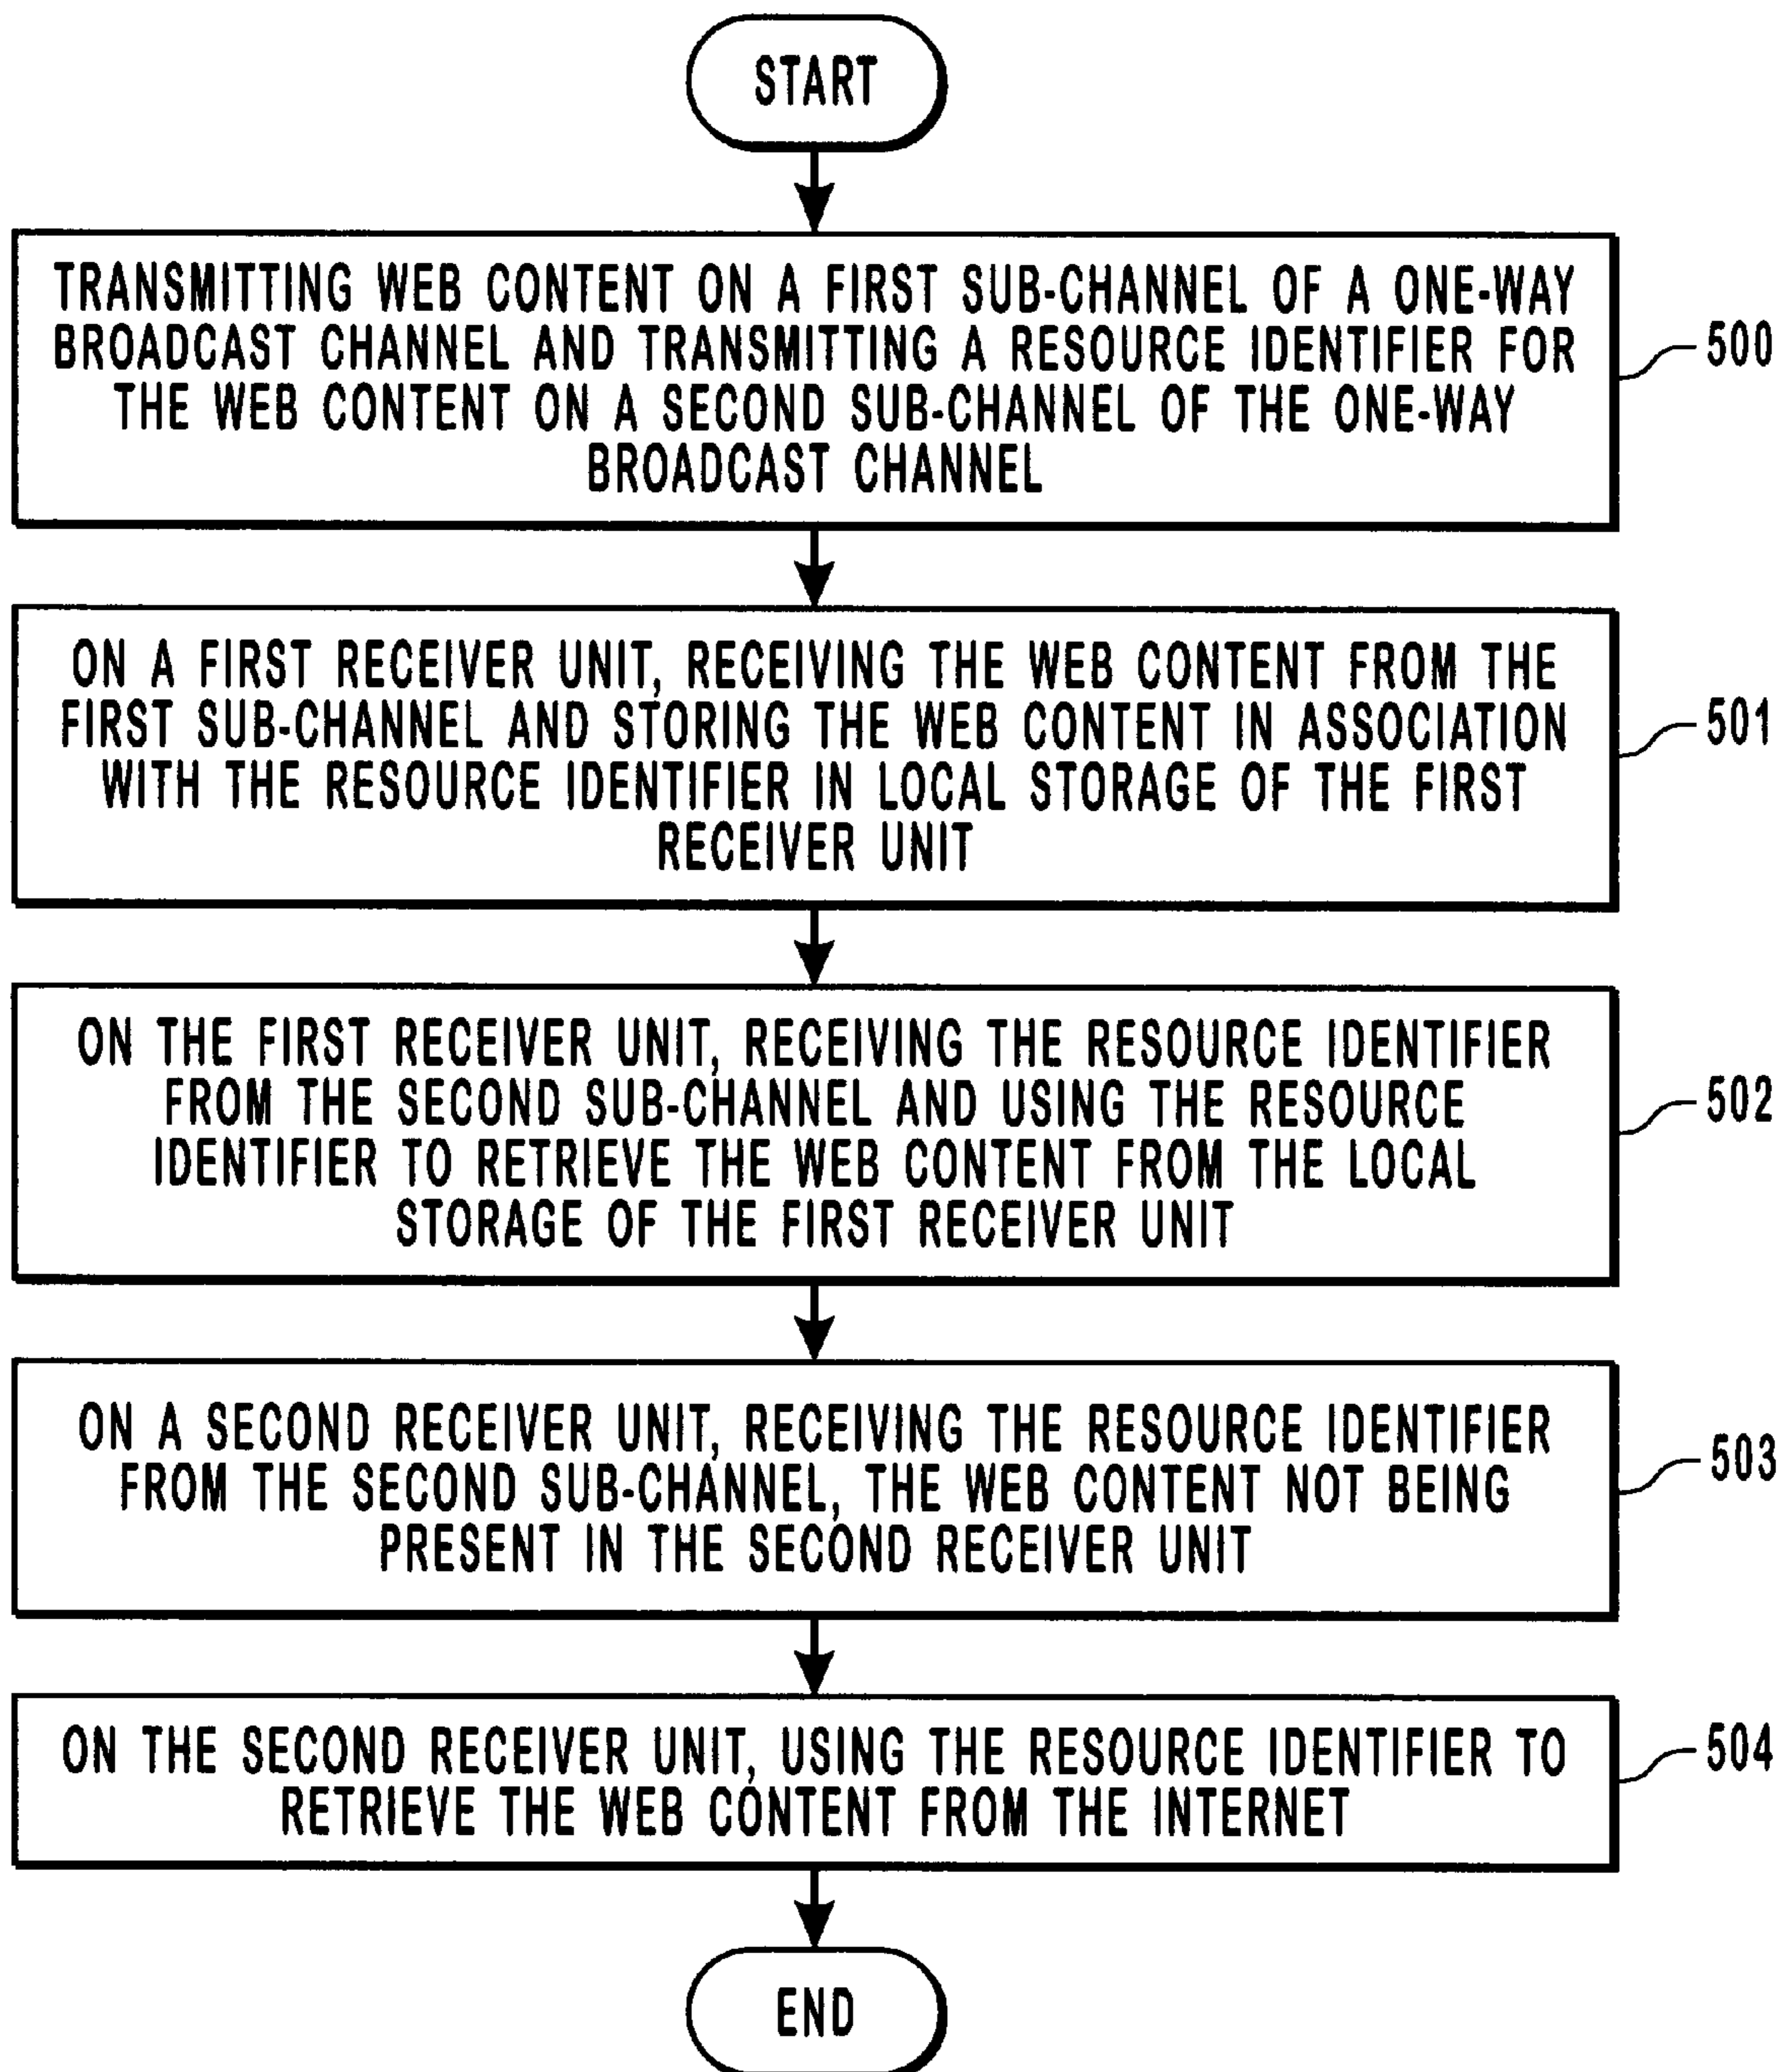 START
TRANSMITTING WEB CONTENT ON A FIRST SUB-CHANNEL OF A ONE-WAY
BROADCAST CHANNEL AND TRANSMITTING A RESOURCE IDENTIFIER FOR
THE WEB CONTENT ON A SECOND SUB-CHANNEL OF THE ONE-WAY
BROADCAST CHANNEL
500
ON A FIRST RECEIVER UNIT, RECEIVING THE WEB CONTENT FROM THE
FIRST SUB-CHANNEL AND STORING THE WEB CONTENT IN ASSOCIATION
WITH THE RESOURCE IDENTIFIER IN LOCAL STORAGE OF THE FIRST
RECEIVER UNIT
501
ON THE FIRST RECEIVER UNIT, RECEIVING THE RESOURCE IDENTIFIER
FROM THE SECOND SUB-CHANNEL AND USING THE RESOURCE
IDENTIFIER TO RETRIEVE THE WEB CONTENT FROM THE LOCAL
STORAGE OF THE FIRST RECEIVER UNIT
502
ON A SECOND RECEIVER UNIT, RECEIVING THE RESOURCE IDENTIFIER
FROM THE SECOND SUB-CHANNEL, THE WEB CONTENT NOT BEING
PRESENT IN THE SECOND RECEIVER UNIT
503
ON THE SECOND RECEIVER UNIT, USING THE RESOURCE IDENTIFIER TO
RETRIEVE THE WEB CONTENT FROM THE INTERNET
504
END